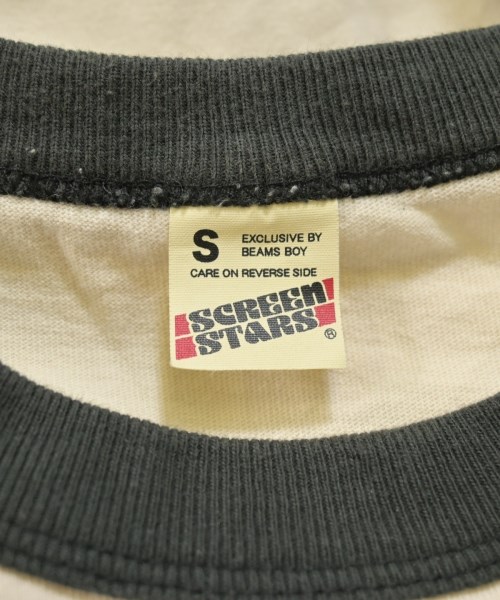 S
EXCLUSIVE BY
BEAMS BOY
CARE ON REVERSE SIDE
SCREEN
STARS
®